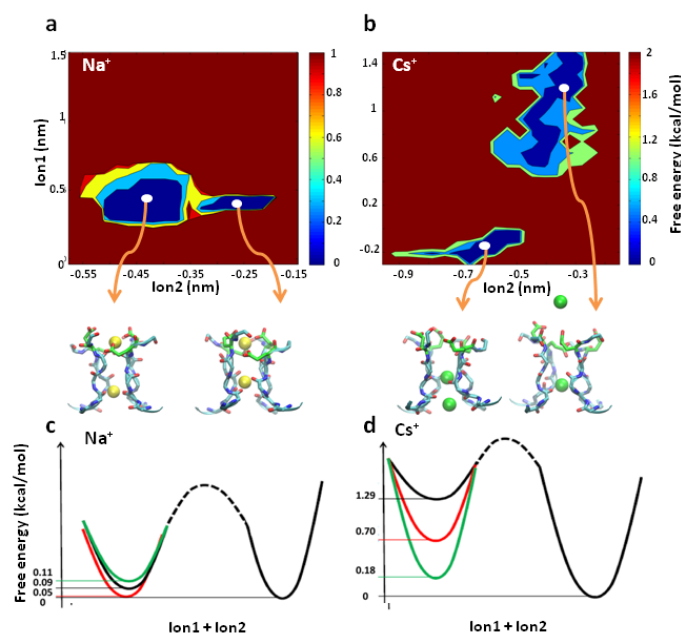 a
Na+
1.5
1
0.5
0
-0.55
-0.45
-0.35
-0.25
-0.15
Ion1 (nm)
Ion2 (nm)
1
0.8
0.6
0.4
0.2
0
b
Cs+
1.4
1
0.6
0.2
-0.2
-0.9
-0.7
-0.5
-0.3
Ion2 (nm)
2
1.6
1.2
0.8
0.4
0
Free energy (kcal/mol)
c
Na+
Free energy (kcal/mol)
0.11
0.09
0.05
0
Ion1 + Ion2
d
Cs+
1.29
0.70
0.18
0
Ion1 + Ion2